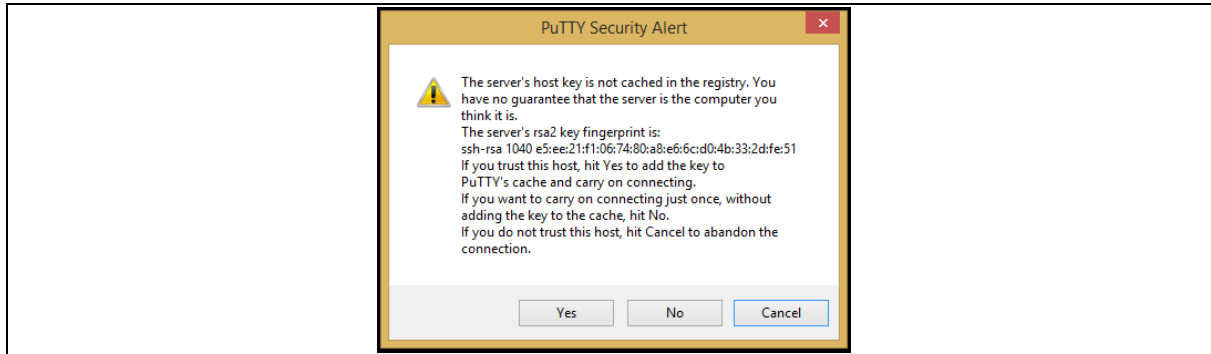 PuTTY Security Alert
The server's host key is not cached in the registry. You
have no guarantee that the server is the computer you
think it is.
The server's rsa2 key fingerprint is:
ssh-rsa 1040 e5:ee:21:f1:06:74:80:a8:e6:6c:d0:4b:33:2d:fe:51
If you trust this host, hit Yes to add the key to
PuTTY's cache and carry on connecting.
If you want to carry on connecting just once, without
adding the key to the cache, hit No.
If you do not trust this host, hit Cancel to abandon the
connection.
Yes No Cancel